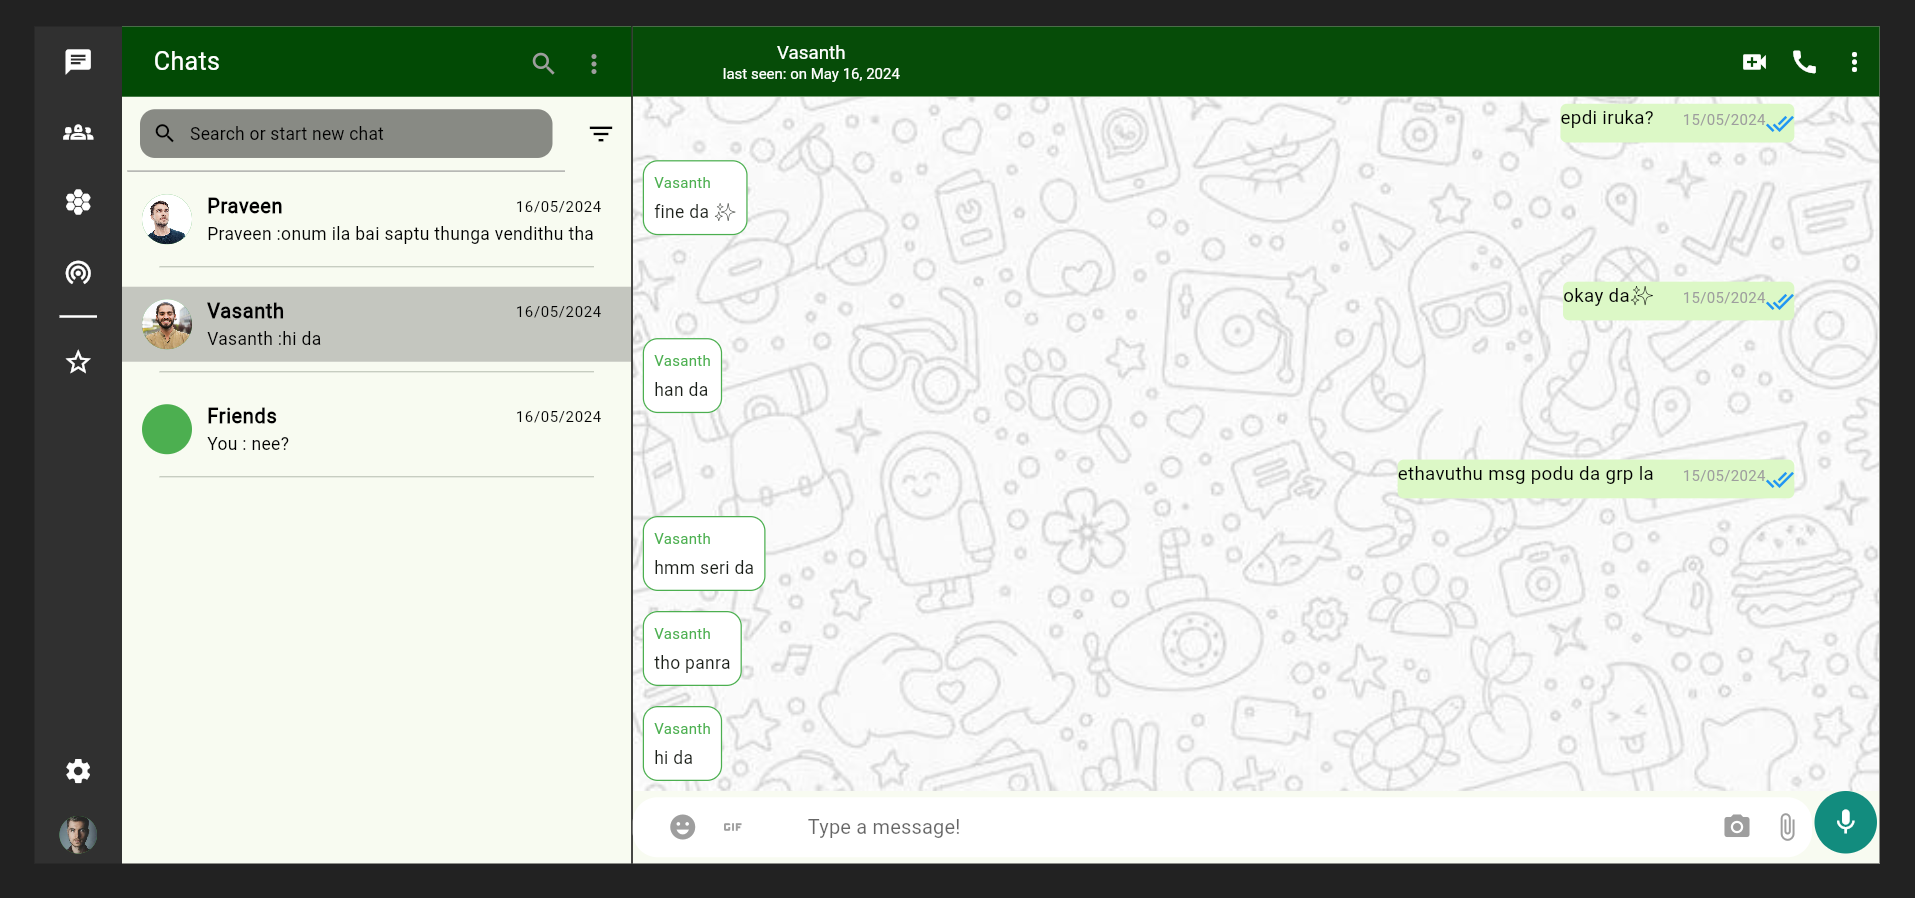 Chats
Search or start new chat
Praveen 16/05/2024
Praveen :onum ila bai saptu thunga vendithu tha
Vasanth 16/05/2024
Vasanth :hi da
Friends 16/05/2024
You : nee?
Vasanth
last seen: on May 16, 2024
epdi iruka? 15/05/2024
Vasanth
fine da ✨
okay da✨ 15/05/2024
Vasanth
han da
ethavuthu msg podu da grp la 15/05/2024
Vasanth
hmm seri da
Vasanth
tho panra
Vasanth
hi da
GIF Type a message!